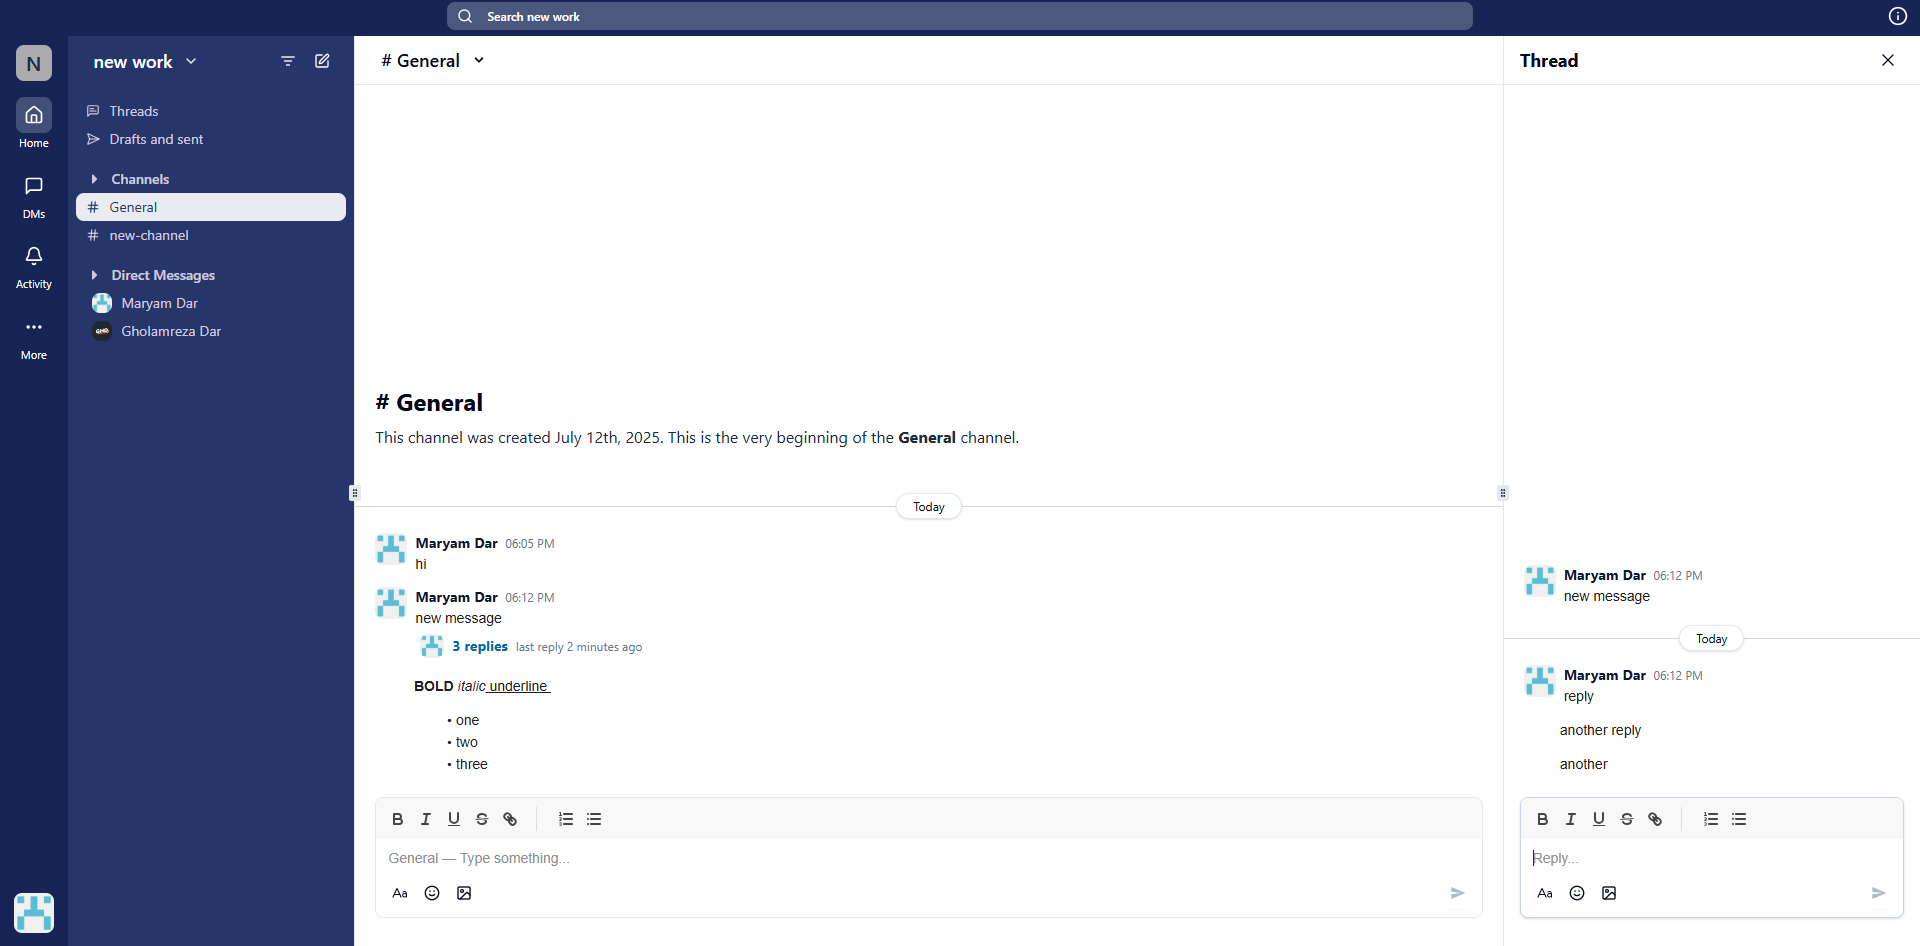 Search new work
N
Home
DMs
Activity
More
new work
Threads
Drafts and sent
Channels
# General
# new-channel
Direct Messages
Maryam Dar
Gholamreza Dar
# General
# General
This channel was created July 12th, 2025. This is the very beginning of the General channel.
Today
Maryam Dar 06:05 PM
hi
Maryam Dar 06:12 PM
new message
3 replies last reply 2 minutes ago
BOLD italic underline
• one
• two
• three
B I U S
General — Type something...
Aa
Thread
Maryam Dar 06:12 PM
new message
Today
Maryam Dar 06:12 PM
reply
another reply
another
B I U S
Reply...
Aa